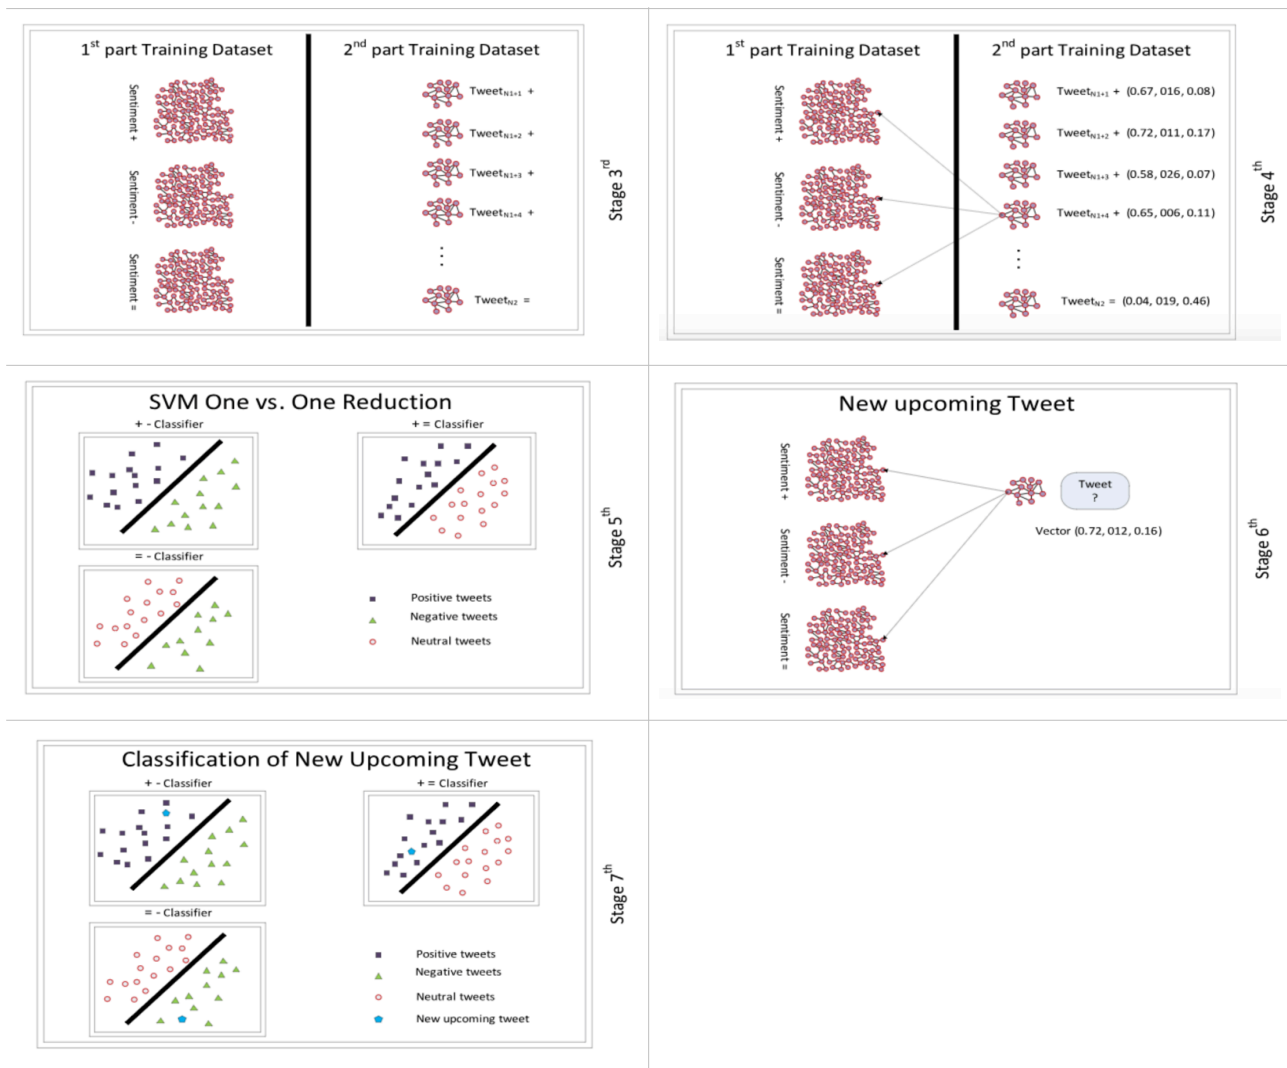 1st part Training Dataset
2nd part Training Dataset
Sentiment +
Sentiment -
Sentiment =
TweetN1+1 +
TweetN1+2 +
TweetN1+3 +
TweetN1+4 +
⋮
TweetN2 =
Stage 3rd
1st part Training Dataset
2nd part Training Dataset
Sentiment +
Sentiment -
Sentiment =
TweetN1+1 + (0.67, 016, 0.08)
TweetN1+2 + (0.72, 011, 0.17)
TweetN1+3 + (0.58, 026, 0.07)
TweetN1+4 + (0.65, 006, 0.11)
⋮
TweetN2 = (0.04, 019, 0.46)
Stage 4th
SVM One vs. One Reduction
+ - Classifier
+ = Classifier
= - Classifier
Positive tweets
Negative tweets
Neutral tweets
Stage 5th
New upcoming Tweet
Sentiment +
Sentiment -
Sentiment =
Tweet
?
Vector (0.72, 012, 0.16)
Stage 6th
Classification of New Upcoming Tweet
+ - Classifier
+ = Classifier
= - Classifier
Positive tweets
Negative tweets
Neutral tweets
New upcoming tweet
Stage 7th